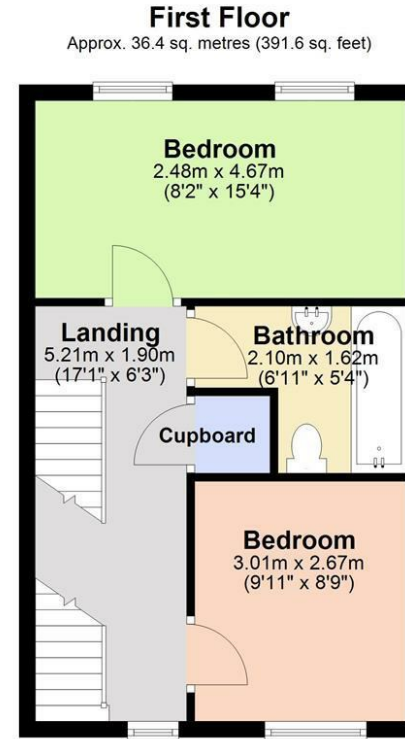 First Floor
Approx. 36.4 sq. metres (391.6 sq. feet)
Bedroom
2.48m x 4.67m
(8'2" x 15'4")
Landing
5.21m x 1.90m
(17'1" x 6'3")
Bathroom
2.10m x 1.62m
(6'11" x 5'4")
Cupboard
Bedroom
3.01m x 2.67m
(9'11" x 8'9")